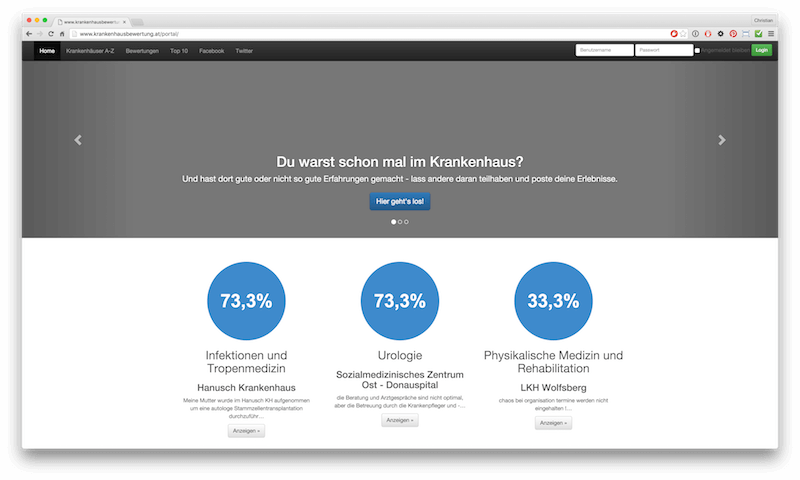 www.krankenhausbewertu
Christian
www.krankenhausbewertung.at/portal/
Home Krankenhäuser A-Z Bewertungen Top 10 Facebook Twitter Benutzername Passwort Angemeldet bleiben Login
Du warst schon mal im Krankenhaus?
Und hast dort gute oder nicht so gute Erfahrungen gemacht - lass andere daran teilhaben und poste deine Erlebnisse.
Hier geht's los!
73,3% 73,3% 33,3%
Infektionen und
Tropenmedizin
Hanusch Krankenhaus
Meine Mutter wurde im Hanusch KH aufgenommen
um eine autologe Stammzellentransplantation
durchzuführ....
Anzeigen »
Urologie
Sozialmedizinisches Zentrum
Ost - Donauspital
die Beratung und Arztgespräche sind nicht optimal,
aber die Betreuung durch die Krankenpfleger und -....
Anzeigen »
Physikalische Medizin und
Rehabilitation
LKH Wolfsberg
chaos bei organisation termine werden nicht
eingehalten !....
Anzeigen »